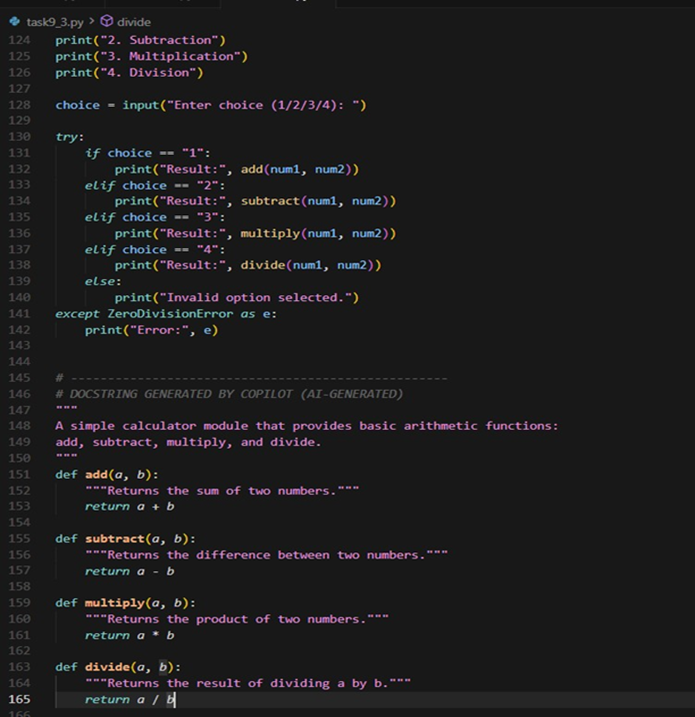 task9_3.py > divide
124 print("2. Subtraction")
125 print("3. Multiplication")
126 print("4. Division")
127
128 choice = input("Enter choice (1/2/3/4): ")
129
130 try:
131     if choice == "1":
132         print("Result:", add(num1, num2))
133     elif choice == "2":
134         print("Result:", subtract(num1, num2))
135     elif choice == "3":
136         print("Result:", multiply(num1, num2))
137     elif choice == "4":
138         print("Result:", divide(num1, num2))
139     else:
140         print("Invalid option selected.")
141 except ZeroDivisionError as e:
142     print("Error:", e)
143
144
145 # ---------------------------------------------------
146 # DOCSTRING GENERATED BY COPILOT (AI-GENERATED)
147 """
148 A simple calculator module that provides basic arithmetic functions:
149 add, subtract, multiply, and divide.
150 """
151 def add(a, b):
152     """Returns the sum of two numbers."""
153     return a + b
154
155 def subtract(a, b):
156     """Returns the difference between two numbers."""
157     return a - b
158
159 def multiply(a, b):
160     """Returns the product of two numbers."""
161     return a * b
162
163 def divide(a, b):
164     """Returns the result of dividing a by b."""
165     return a / b
166